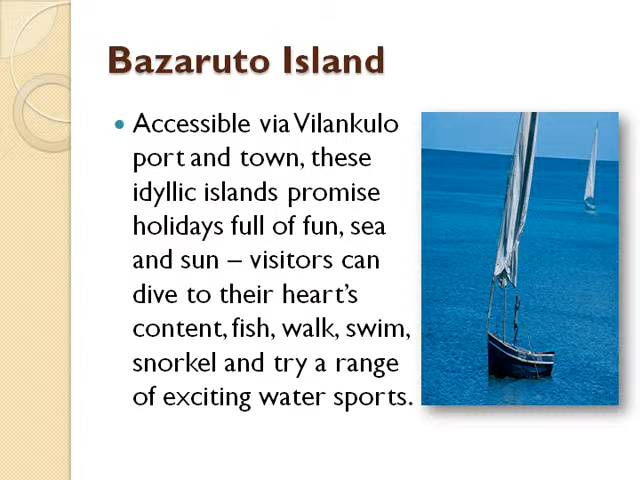 Bazaruto Island
• Accessible via Vilankulo
port and town, these
idyllic islands promise
holidays full of fun, sea
and sun – visitors can
dive to their heart’s
content, fish, walk, swim,
snorkel and try a range
of exciting water sports.